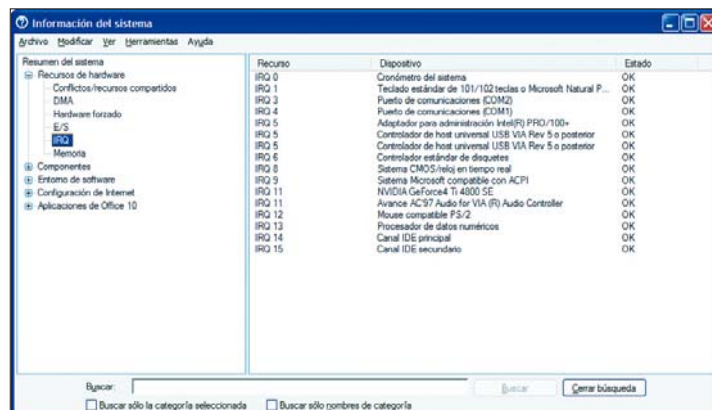 Información del sistema
Archivo Modificar Ver Herramientas Ayuda
Resumen del sistema
Recursos de hardware
Conflictos/recursos compartidos
DMA
Hardware forzado
E/S
IRQ
Memoria
Componentes
Entorno de software
Configuración de Internet
Aplicaciones de Office 10
Recurso Dispositivo Estado
IRQ 0 Cronómetro del sistema OK
IRQ 1 Teclado estándar de 101/102 teclas o Microsoft Natural P... OK
IRQ 3 Puerto de comunicaciones (COM2) OK
IRQ 4 Puerto de comunicaciones (COM1) OK
IRQ 5 Adaptador para administración Intel(R) PRO/100+ OK
IRQ 5 Controlador de host universal USB VIA Rev 5 o posterior OK
IRQ 5 Controlador de host universal USB VIA Rev 5 o posterior OK
IRQ 6 Controlador estándar de disquetes OK
IRQ 8 Sistema CMOS/reloj en tiempo real OK
IRQ 9 Sistema Microsoft compatible con ACPI OK
IRQ 11 NVIDIA GeForce4 Ti 4800 SE OK
IRQ 11 Avance AC'97 Audio for VIA (R) Audio Controller OK
IRQ 12 Mouse compatible PS/2 OK
IRQ 13 Procesador de datos numéricos OK
IRQ 14 Canal IDE principal OK
IRQ 15 Canal IDE secundario OK
Buscar: Buscar Cerrar búsqueda
Buscar sólo la categoría seleccionada Buscar sólo nombres de categoría